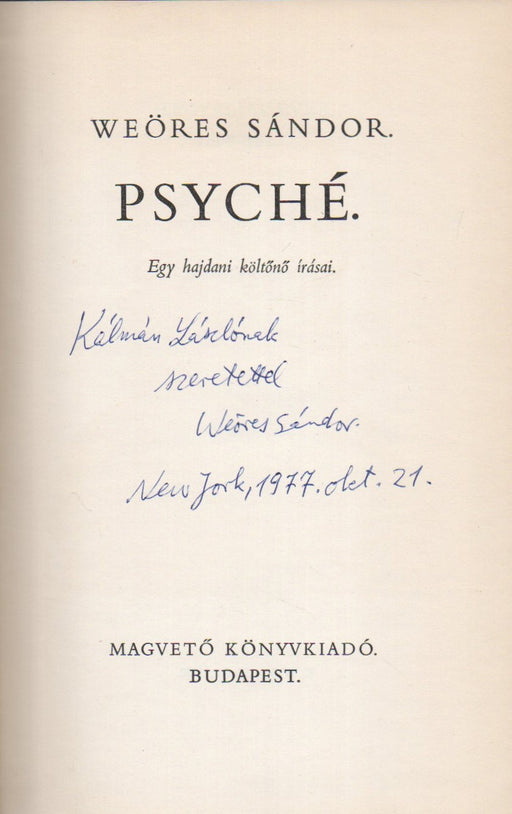 WEÖRES SÁNDOR.
PSYCHÉ.
Egy hajdani költőnő írásai.
Kálmán Lászlónak
szeretettel
Weöres Sándor.
New York, 1977. okt. 21.
MAGVETŐ KÖNYVKIADÓ.
BUDAPEST.